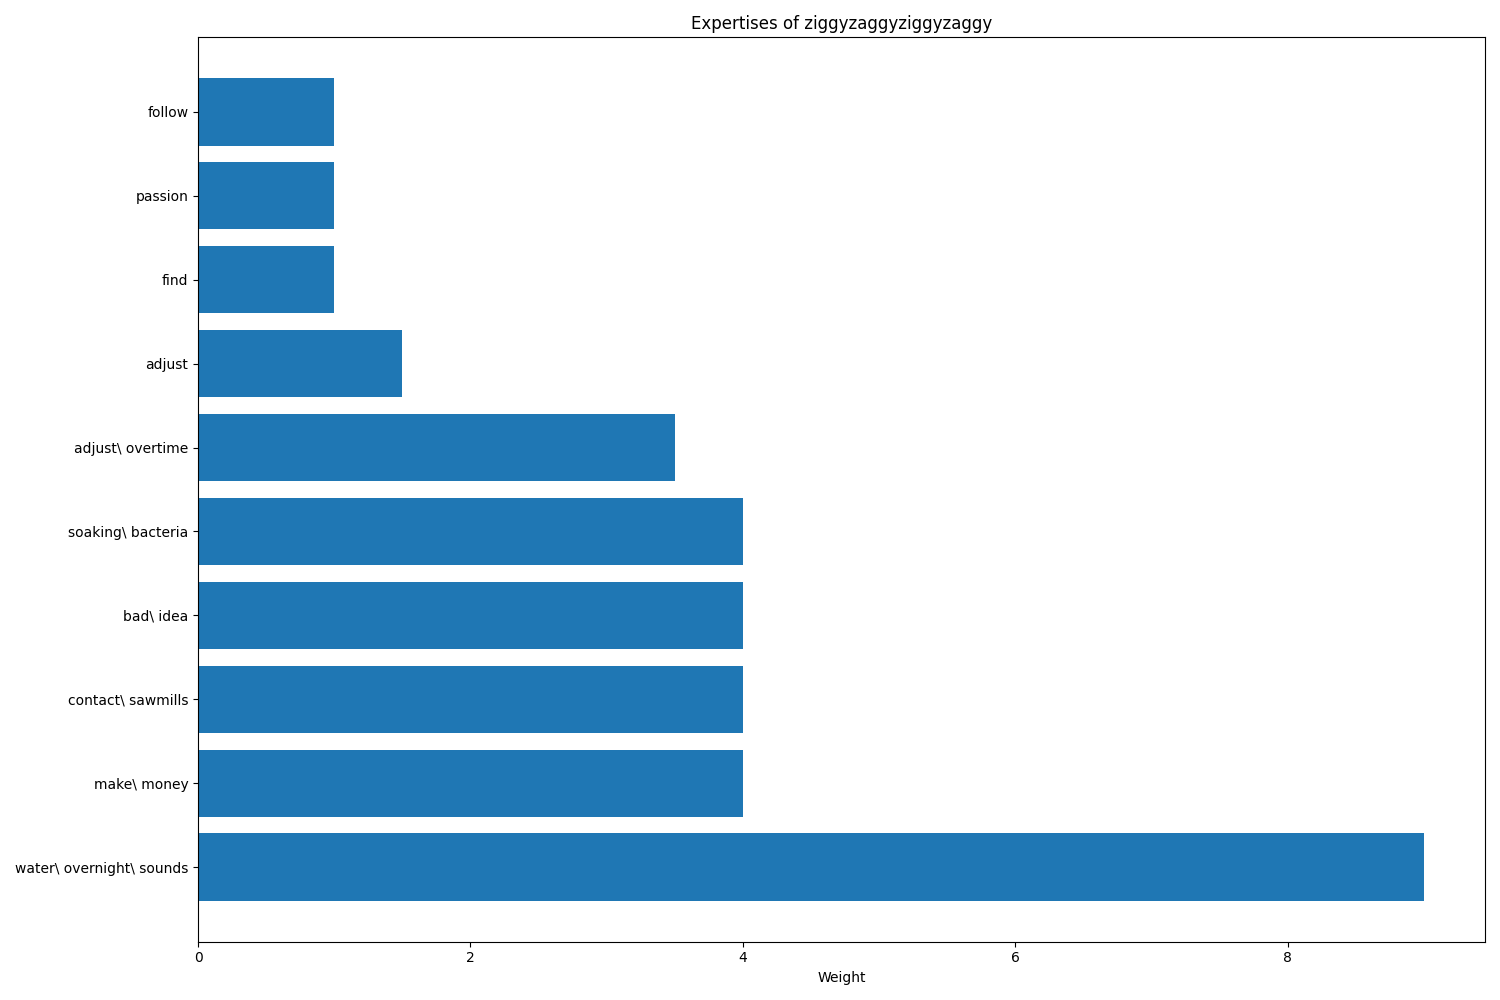 Expertises of ziggyzaggyziggyzaggy
follow
passion
find
adjust
adjust\ overtime
soaking\ bacteria
bad\ idea
contact\ sawmills
make\ money
water\ overnight\ sounds
0 2 4 6 8
Weight